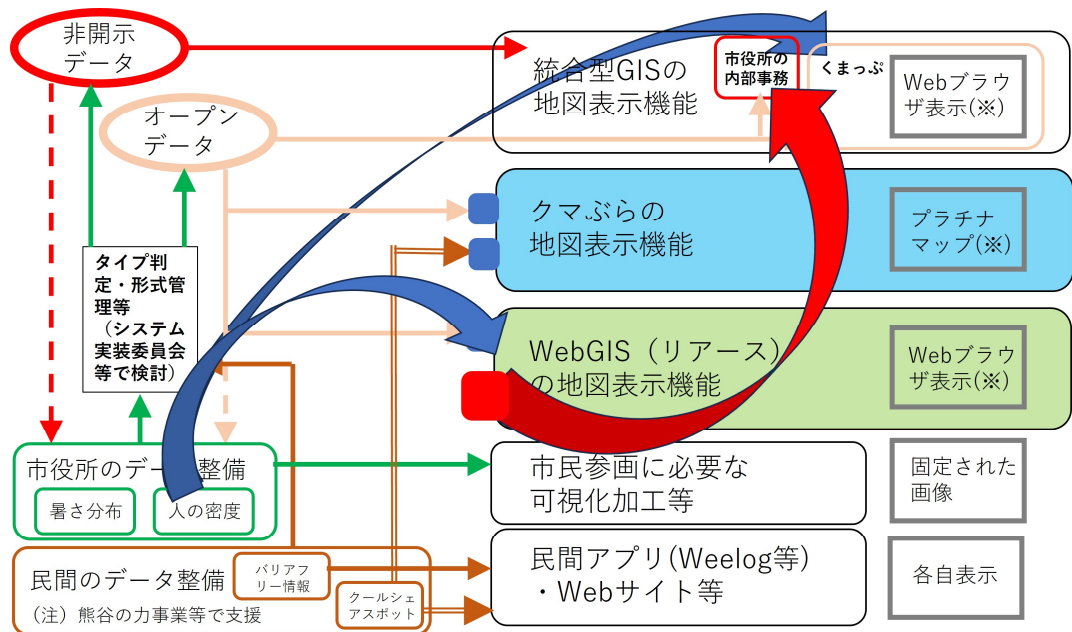 非開示
データ
オープン
データ
タイプ判
定・形式管
理等
（システム
実装委員会
等で検討）
市役所のデータ整備
暑さ分布
人の密度
民間のデータ整備
（注）熊谷の力事業等で支援
バリアフ
リー情報
クールシェ
アスポット
統合型GISの
地図表示機能
市役所の
内部事務
くまっぷ
Webブラウ
ザ表示(※)
クマぶらの
地図表示機能
プラチナ
マップ(※)
WebGIS（リアース）
の地図表示機能
Webブラウ
ザ表示(※)
市民参画に必要な
可視化加工等
固定された
画像
民間アプリ(Weelog等)
・Webサイト等
各自表示